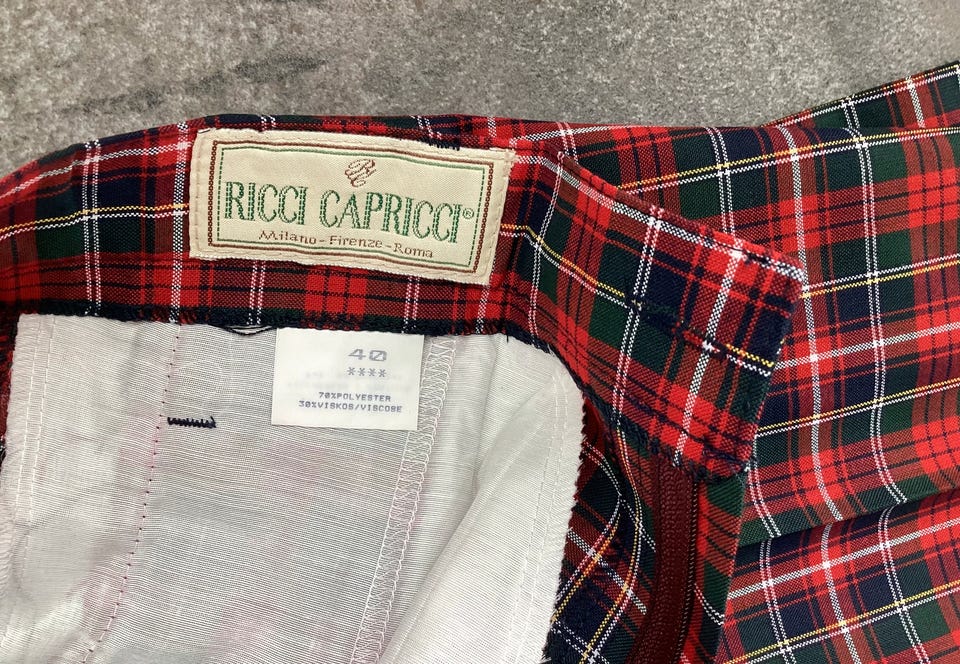 RICCI CAPRICCI®
Milano-Firenze-Roma
40
****
70%POLYESTER
30%VISKOS/VISCOSE